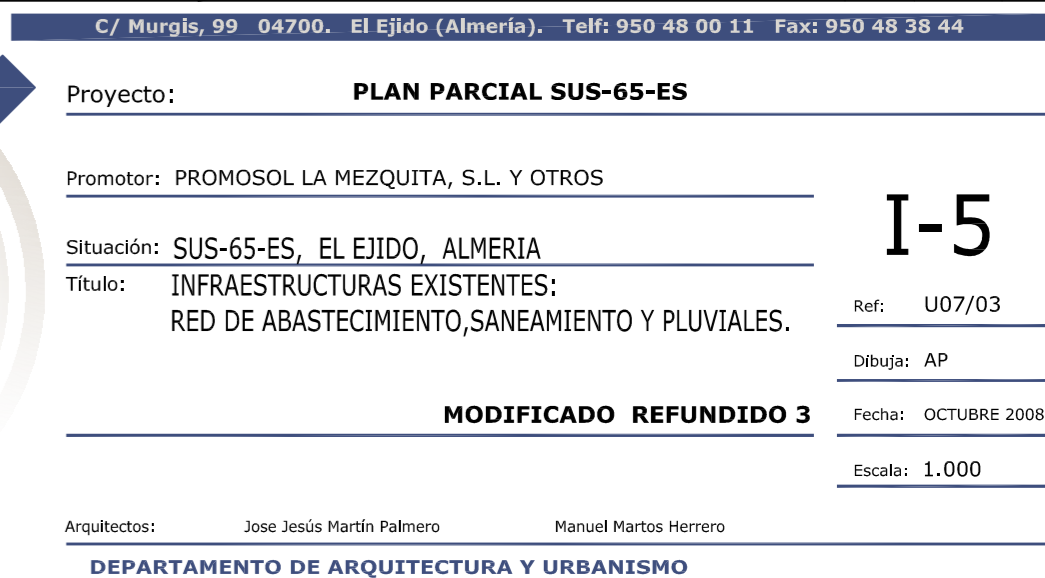 C/ Murgis, 99 04700. El Ejido (Almería). Telf: 950 48 00 11 Fax: 950 48 38 44
Proyecto: PLAN PARCIAL SUS-65-ES
Promotor: PROMOSOL LA MEZQUITA, S.L. Y OTROS
I-5
Situación: SUS-65-ES, EL EJIDO, ALMERIA
Título: INFRAESTRUCTURAS EXISTENTES:
RED DE ABASTECIMIENTO,SANEAMIENTO Y PLUVIALES.
Ref: U07/03
Dibuja: AP
MODIFICADO REFUNDIDO 3
Fecha: OCTUBRE 2008
Escala: 1.000
Arquitectos: Jose Jesús Martín Palmero Manuel Martos Herrero
DEPARTAMENTO DE ARQUITECTURA Y URBANISMO